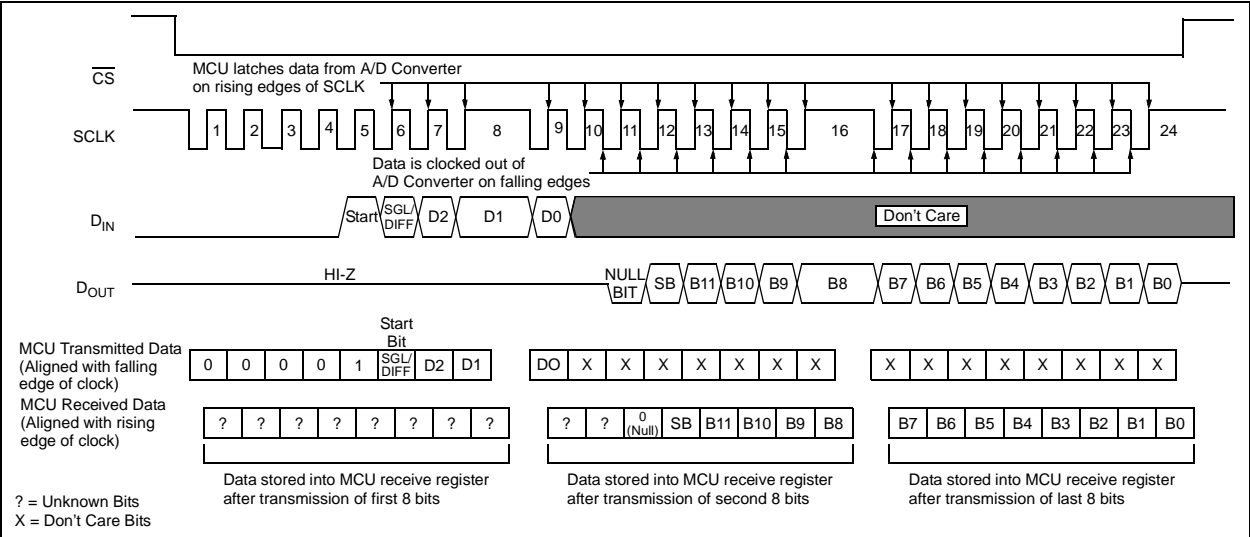 CS
MCU latches data from A/D Converter
on rising edges of SCLK
SCLK
1 2 3 4 5 6 7 8 9 10 11 12 13 14 15 16 17 18 19 20 21 22 23 24
Data is clocked out of
A/D Converter on falling edges
DIN
Start SGL/ DIFF D2 D1 D0 Don't Care
DOUT
HI-Z NULL BIT SB B11 B10 B9 B8 B7 B6 B5 B4 B3 B2 B1 B0
Start
Bit
MCU Transmitted Data
(Aligned with falling
edge of clock)
0 0 0 0 1 SGL/ DIFF D2 D1 DO X X X X X X X X X X X X X X X
MCU Received Data
(Aligned with rising
edge of clock)
? ? ? ? ? ? ? ? ? ? 0 (Null) SB B11 B10 B9 B8 B7 B6 B5 B4 B3 B2 B1 B0
Data stored into MCU receive register
after transmission of first 8 bits
Data stored into MCU receive register
after transmission of second 8 bits
Data stored into MCU receive register
after transmission of last 8 bits
? = Unknown Bits
X = Don't Care Bits